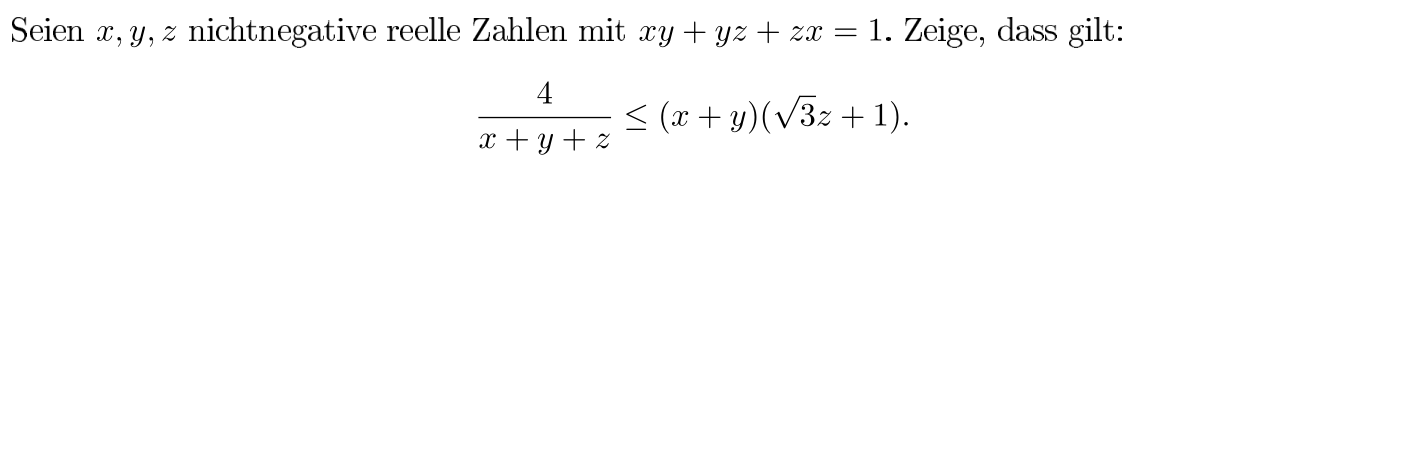 Seien x, y, z nichtnegative reelle Zahlen mit xy + yz + zx = 1. Zeige, dass gilt:
4/(x + y + z) ≤ (x + y)(√3z + 1).